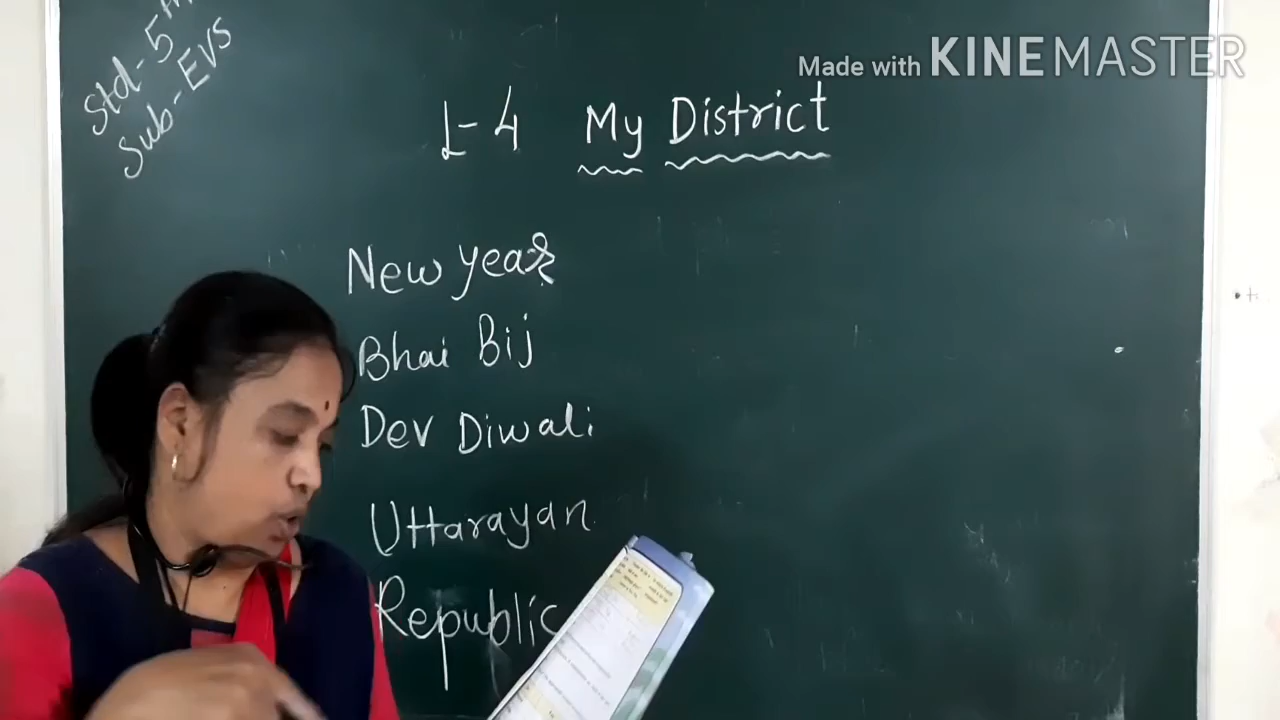 Std-5th
Sub-EVS
Made with KINEMASTER
L-4 My District
New year
Bhai Bij
Dev Diwali
Uttarayan
Republic